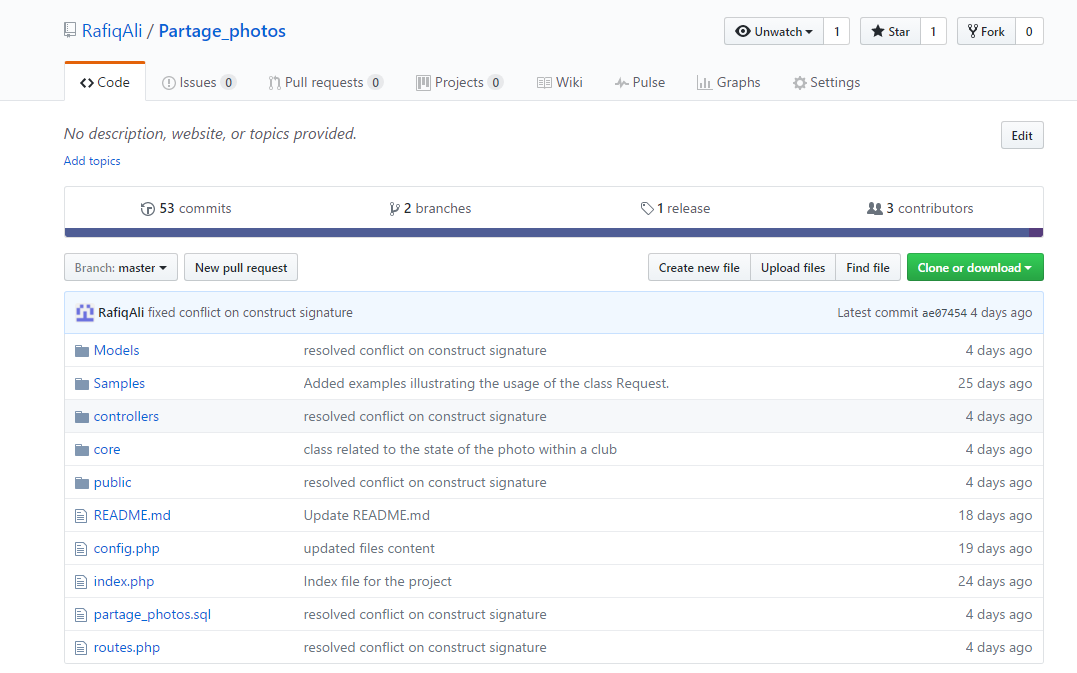 RafiqAli / Partage_photos Unwatch 1 Star 1 Fork 0
Code Issues 0 Pull requests 0 Projects 0 Wiki Pulse Graphs Settings
No description, website, or topics provided. Edit
Add topics
53 commits 2 branches 1 release 3 contributors
Branch: master New pull request Create new file Upload files Find file Clone or download
RafiqAli fixed conflict on construct signature Latest commit ae07454 4 days ago
Models resolved conflict on construct signature 4 days ago
Samples Added examples illustrating the usage of the class Request. 25 days ago
controllers resolved conflict on construct signature 4 days ago
core class related to the state of the photo within a club 4 days ago
public resolved conflict on construct signature 4 days ago
README.md Update README.md 18 days ago
config.php updated files content 19 days ago
index.php Index file for the project 24 days ago
partage_photos.sql resolved conflict on construct signature 4 days ago
routes.php resolved conflict on construct signature 4 days ago